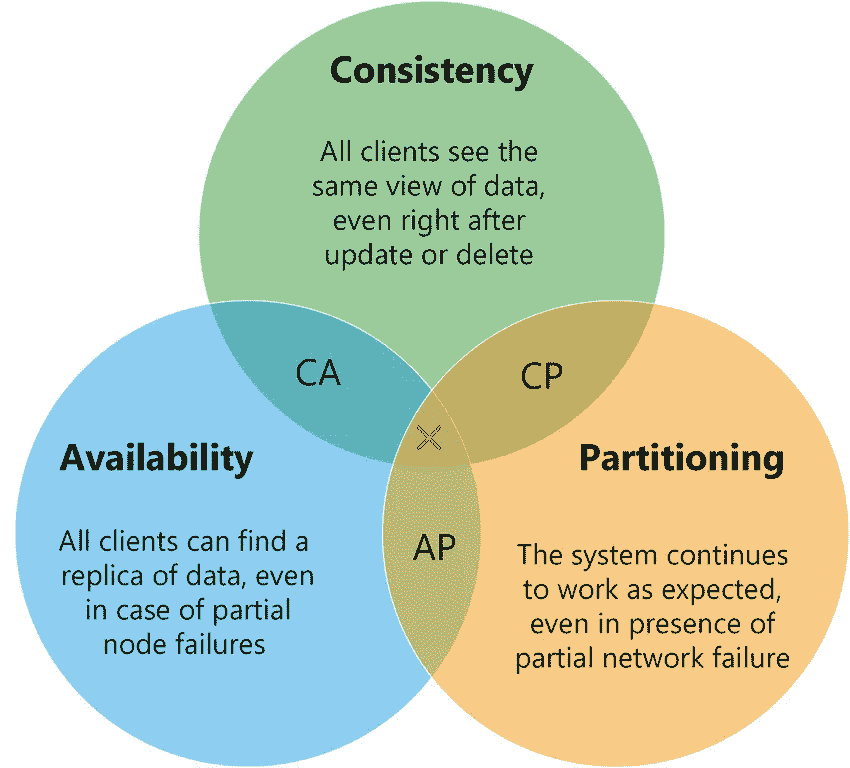 Consistency
All clients see the
same view of data,
even right after
update or delete
CA
CP
Availability
All clients can find a
replica of data, even
in case of partial
node failures
AP
Partitioning
The system continues
to work as expected,
even in presence of
partial network failure